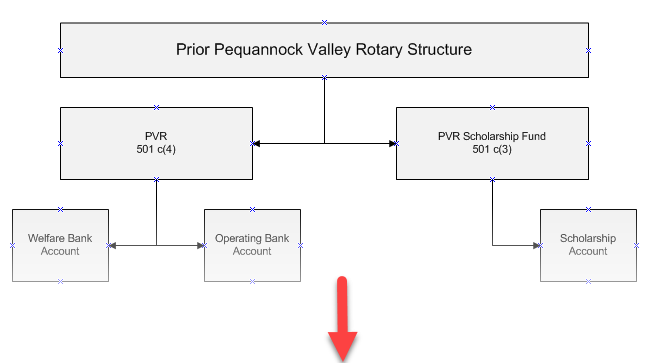 Prior Pequannock Valley Rotary Structure
PVR
501 c(4)
PVR Scholarship Fund
501 c(3)
Welfare Bank
Account
Operating Bank
Account
Scholarship
Account